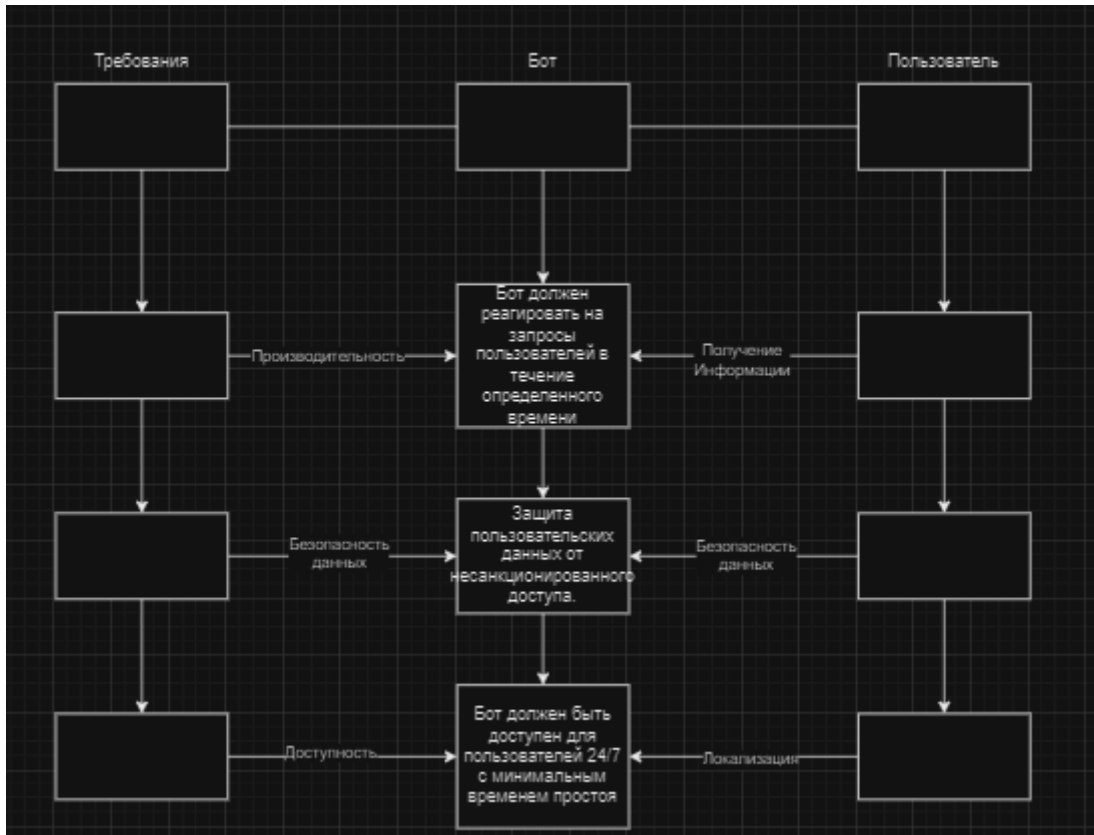 Требования
Бот
Пользователь
Бот должен
реагировать на
запросы
пользователей в
течение
определенного
времени
Производительность
Получение
Информации
Защита
пользовательских
данных от
несанкционированного
доступа.
Безопасность
данных
Безопасность
данных
Бот должен быть
доступен для
пользователей 24/7
с минимальным
временем простоя
Доступность
Локализация